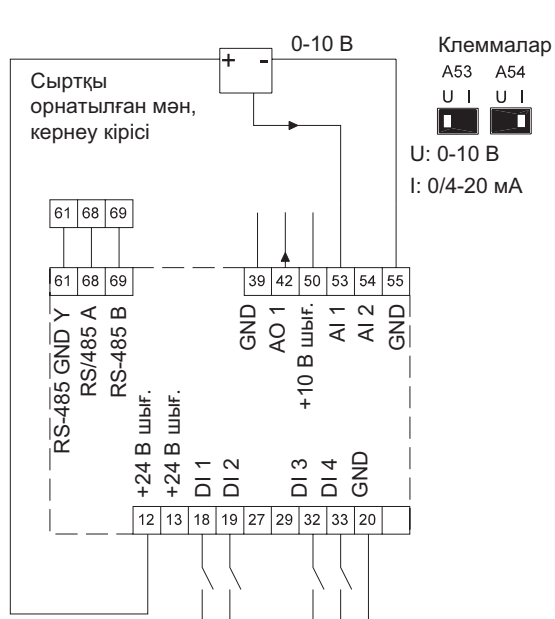 0-10 В
+ -
Клеммалар
A53 A54
U I U I
U: 0-10 В
I: 0/4-20 мА
Сыртқы
орнатылған мән,
кернеу кірісі
61 68 69
61 68 69
39 42 50 53 54 55
RS-485 GND Y
RS/485 A
RS-485 B
GND
AO 1
+10 В шығ.
AI 1
AI 2
GND
+24 В шығ.
+24 В шығ.
DI 1
DI 2
DI 3
DI 4
GND
12 13 18 19 27 29 32 33 20